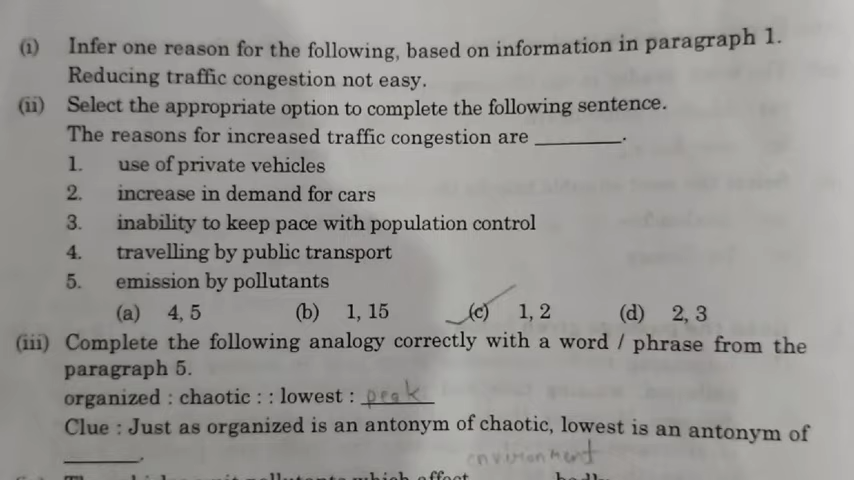 (i) Infer one reason for the following, based on information in paragraph 1.
Reducing traffic congestion not easy.
(ii) Select the appropriate option to complete the following sentence.
The reasons for increased traffic congestion are ________.
1. use of private vehicles
2. increase in demand for cars
3. inability to keep pace with population control
4. travelling by public transport
5. emission by pollutants
(a) 4, 5 (b) 1, 15 (c) 1, 2 (d) 2, 3
(iii) Complete the following analogy correctly with a word / phrase from the
paragraph 5.
organized : chaotic : : lowest : peak
Clue : Just as organized is an antonym of chaotic, lowest is an antonym of
________.
environment
pollutants which affect badly